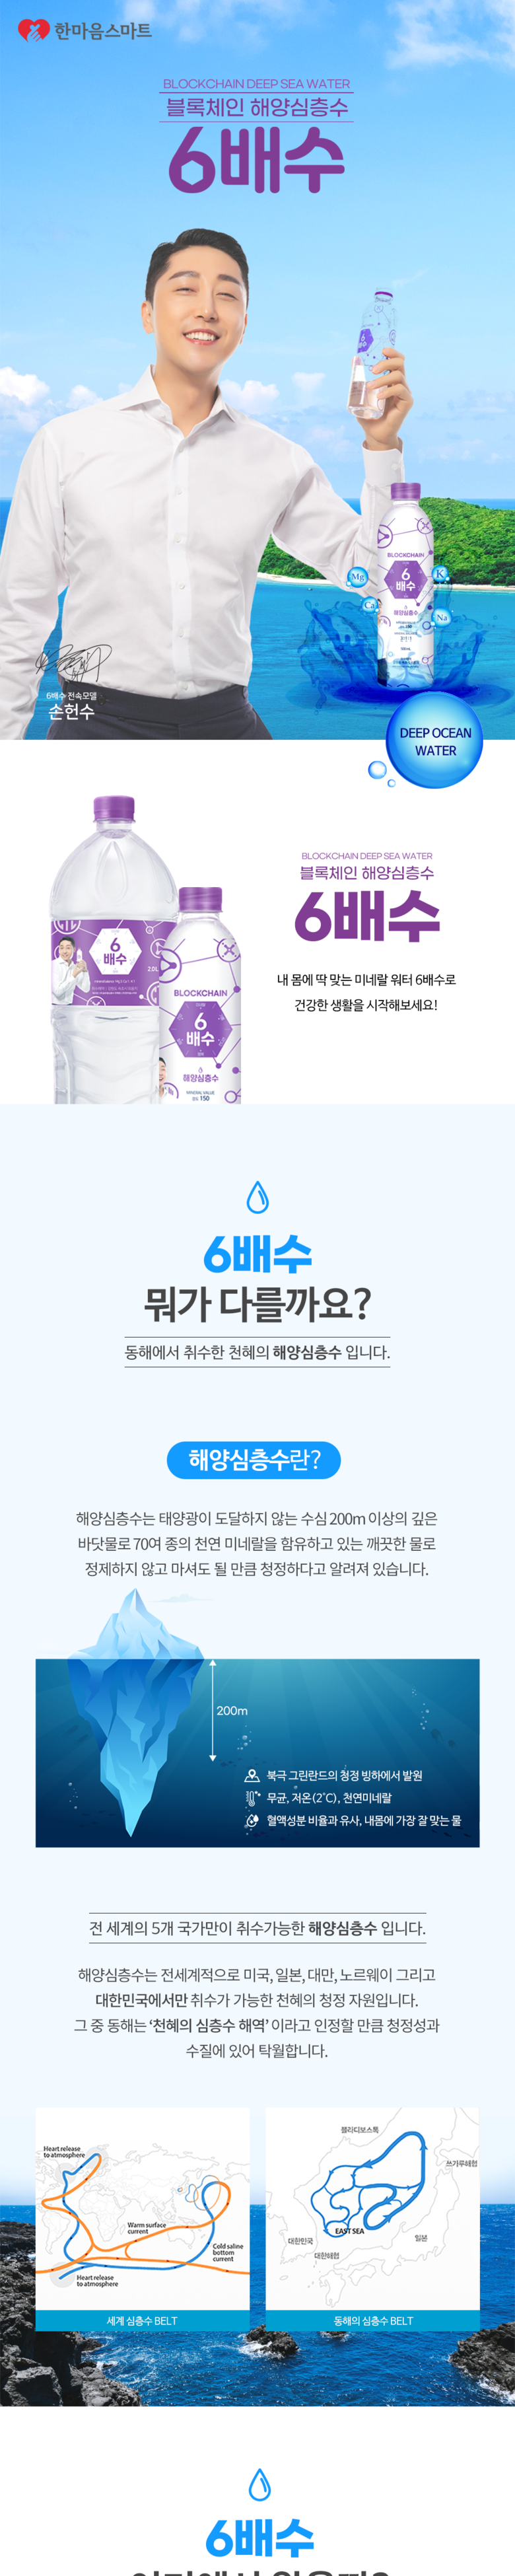 한마음스마트
BLOCKCHAIN DEEP SEA WATER
블록체인 해양심층수
6배수
BLOCKCHAIN
6
배수
해양심층수
Mg
K
Ca
Na
6배수 전속모델
손헌수
DEEP OCEAN
WATER
6
배수
2.0L
BLOCKCHAIN
6
배수
해양심층수
MINERAL VALUE
경도 150
BLOCKCHAIN DEEP SEA WATER
블록체인 해양심층수
6배수
내 몸에 딱 맞는 미네랄 워터 6배수로
건강한 생활을 시작해보세요!
6배수
뭐가 다를까요?
동해에서 취수한 천혜의 해양심층수 입니다.
해양심층수란?
해양심층수는 태양광이 도달하지 않는 수심 200m 이상의 깊은
바닷물로 70여 종의 천연 미네랄을 함유하고 있는 깨끗한 물로
정제하지 않고 마셔도 될 만큼 청정하다고 알려져 있습니다.
200m
북극 그린란드의 청정 빙하에서 발원
무균, 저온(2°C), 천연미네랄
혈액성분 비율과 유사, 내몸에 가장 잘 맞는 물
전 세계의 5개 국가만이 취수가능한 해양심층수 입니다.
해양심층수는 전세계적으로 미국, 일본, 대만, 노르웨이 그리고
대한민국에서만 취수가 가능한 천혜의 청정 자원입니다.
그 중 동해는 ‘천혜의 심층수 해역’ 이라고 인정할 만큼 청정성과
수질에 있어 탁월합니다.
Heart release
to atmosphere
Warm surface
current
Cold saline
bottom
current
Heart release
to atmosphere
세계 심층수 BELT
블라디보스톡
쓰가루해협
EAST SEA
대한민국
일본
대한해협
동해의 심층수 BELT
6배수